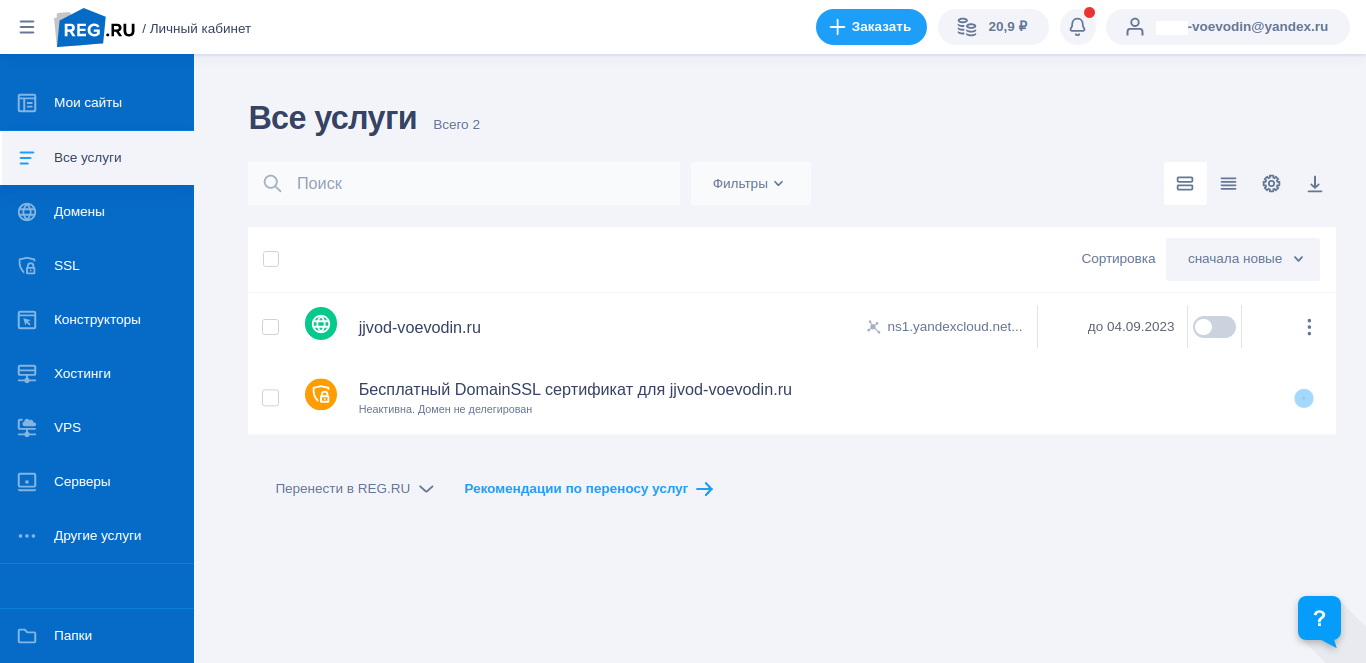 REG.RU / Личный кабинет
Заказать
20,9 ₽
-voevodin@yandex.ru
Мои сайты
Все услуги
Домены
SSL
Конструкторы
Хостинги
VPS
Серверы
Другие услуги
Папки
Все услуги Всего 2
Поиск
Фильтры
Сортировка сначала новые
jjvod-voevodin.ru ns1.yandexcloud.net... до 04.09.2023
Бесплатный DomainSSL сертификат для jjvod-voevodin.ru
Неактивна. Домен не делегирован
Перенести в REG.RU Рекомендации по переносу услуг
?